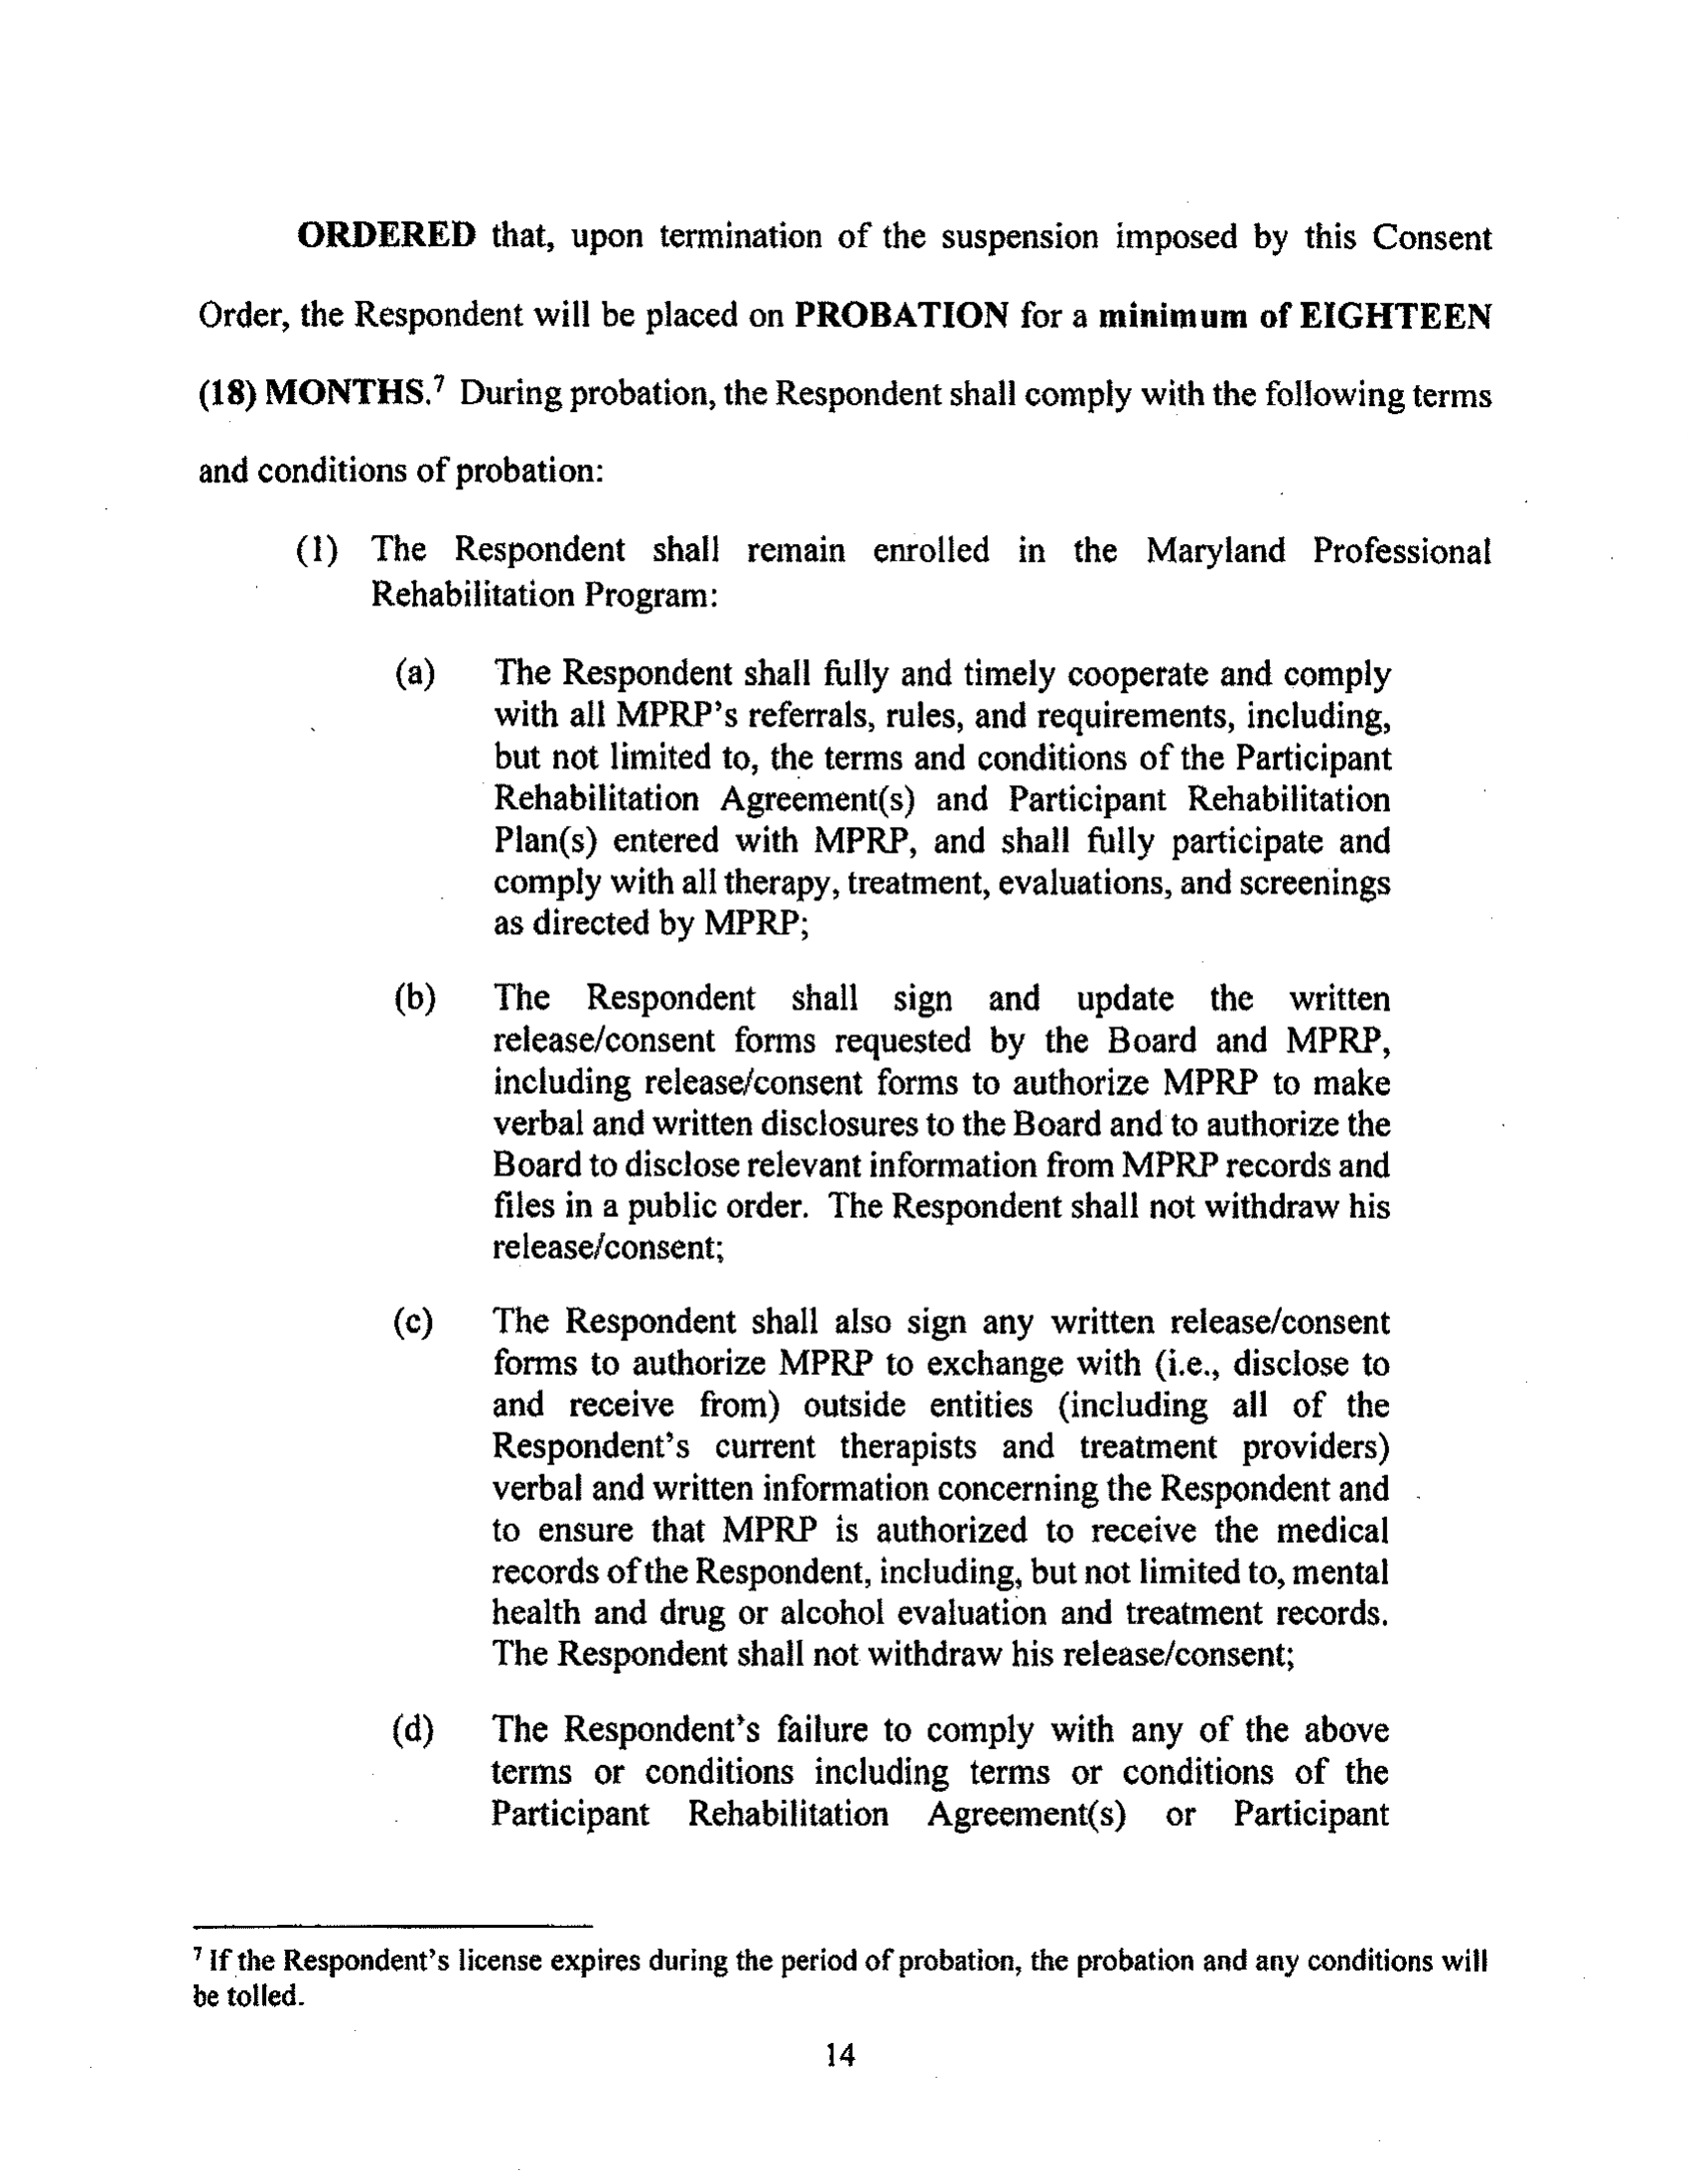 ORDERED that, upon termination of the suspension imposed by this Consent
Order, the Respondent will be placed on PROBATION for a minimum of EIGHTEEN
(18) MONTHS.⁷ During probation, the Respondent shall comply with the following terms
and conditions of probation:
(1) The Respondent shall remain enrolled in the Maryland Professional
Rehabilitation Program:
(a) The Respondent shall fully and timely cooperate and comply
with all MPRP's referrals, rules, and requirements, including,
but not limited to, the terms and conditions of the Participant
Rehabilitation Agreement(s) and Participant Rehabilitation
Plan(s) entered with MPRP, and shall fully participate and
comply with all therapy, treatment, evaluations, and screenings
as directed by MPRP;
(b) The Respondent shall sign and update the written
release/consent forms requested by the Board and MPRP,
including release/consent forms to authorize MPRP to make
verbal and written disclosures to the Board and to authorize the
Board to disclose relevant information from MPRP records and
files in a public order. The Respondent shall not withdraw his
release/consent;
(c) The Respondent shall also sign any written release/consent
forms to authorize MPRP to exchange with (i.e., disclose to
and receive from) outside entities (including all of the
Respondent's current therapists and treatment providers)
verbal and written information concerning the Respondent and
to ensure that MPRP is authorized to receive the medical
records of the Respondent, including, but not limited to, mental
health and drug or alcohol evaluation and treatment records.
The Respondent shall not withdraw his release/consent;
(d) The Respondent's failure to comply with any of the above
terms or conditions including terms or conditions of the
Participant Rehabilitation Agreement(s) or Participant
⁷ If the Respondent's license expires during the period of probation, the probation and any conditions will
be tolled.
14